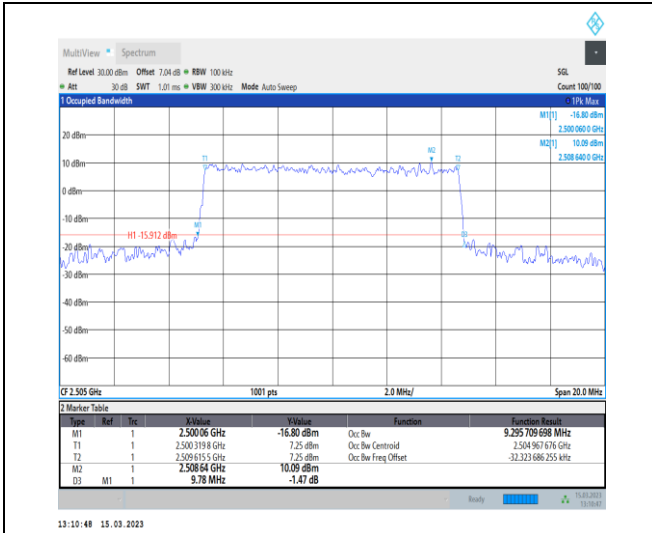 MultiView Spectrum
Ref Level 30.00 dBm Offset 7.04 dB RBW 100 kHz SGL
Att 30 dB SWT 1.01 ms VBW 300 kHz Mode Auto Sweep Count 100/100
1 Occupied Bandwidth 1Pk Max
M1[1] -16.80 dBm
2.500 060 0 GHz
M2[1] 10.09 dBm
2.508 640 0 GHz
20 dBm
M2
T1 T2
10 dBm
0 dBm
-10 dBm
M1
H1 -15.912 dBm
D3
-20 dBm
-30 dBm
-40 dBm
-50 dBm
-60 dBm
CF 2.505 GHz 1001 pts 2.0 MHz/ Span 20.0 MHz
2 Marker Table
Type Ref Trc X-Value Y-Value Function Function Result
M1 1 2.500 06 GHz -16.80 dBm Occ Bw 9.295 709 698 MHz
T1 1 2.500 319 8 GHz 7.25 dBm Occ Bw Centroid 2.504 967 676 GHz
T2 1 2.509 615 5 GHz 7.25 dBm Occ Bw Freq Offset -32.323 686 255 kHz
M2 1 2.508 64 GHz 10.09 dBm
D3 M1 1 9.78 MHz -1.47 dB
Ready 15.03.2023
13:10:47
13:10:48 15.03.2023